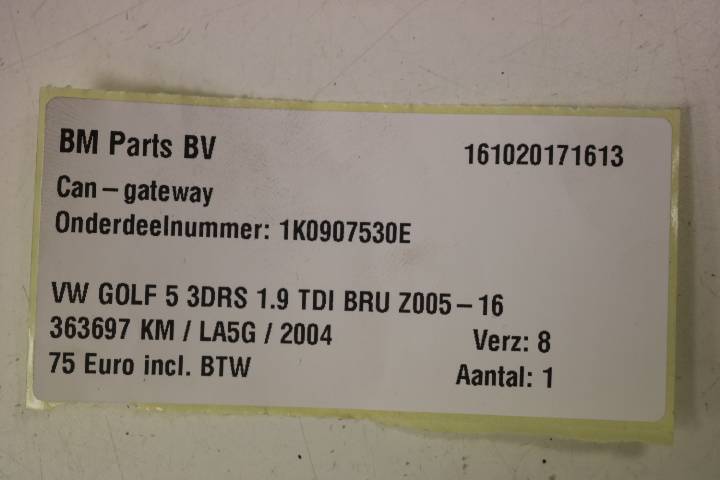 BM Parts BV 161020171613
Can-gateway
Onderdeelnummer: 1K0907530E
VW GOLF 5 3DRS 1.9 TDI BRU Z005-16
363697 KM / LA5G / 2004 Verz: 8
75 Euro incl. BTW Aantal: 1